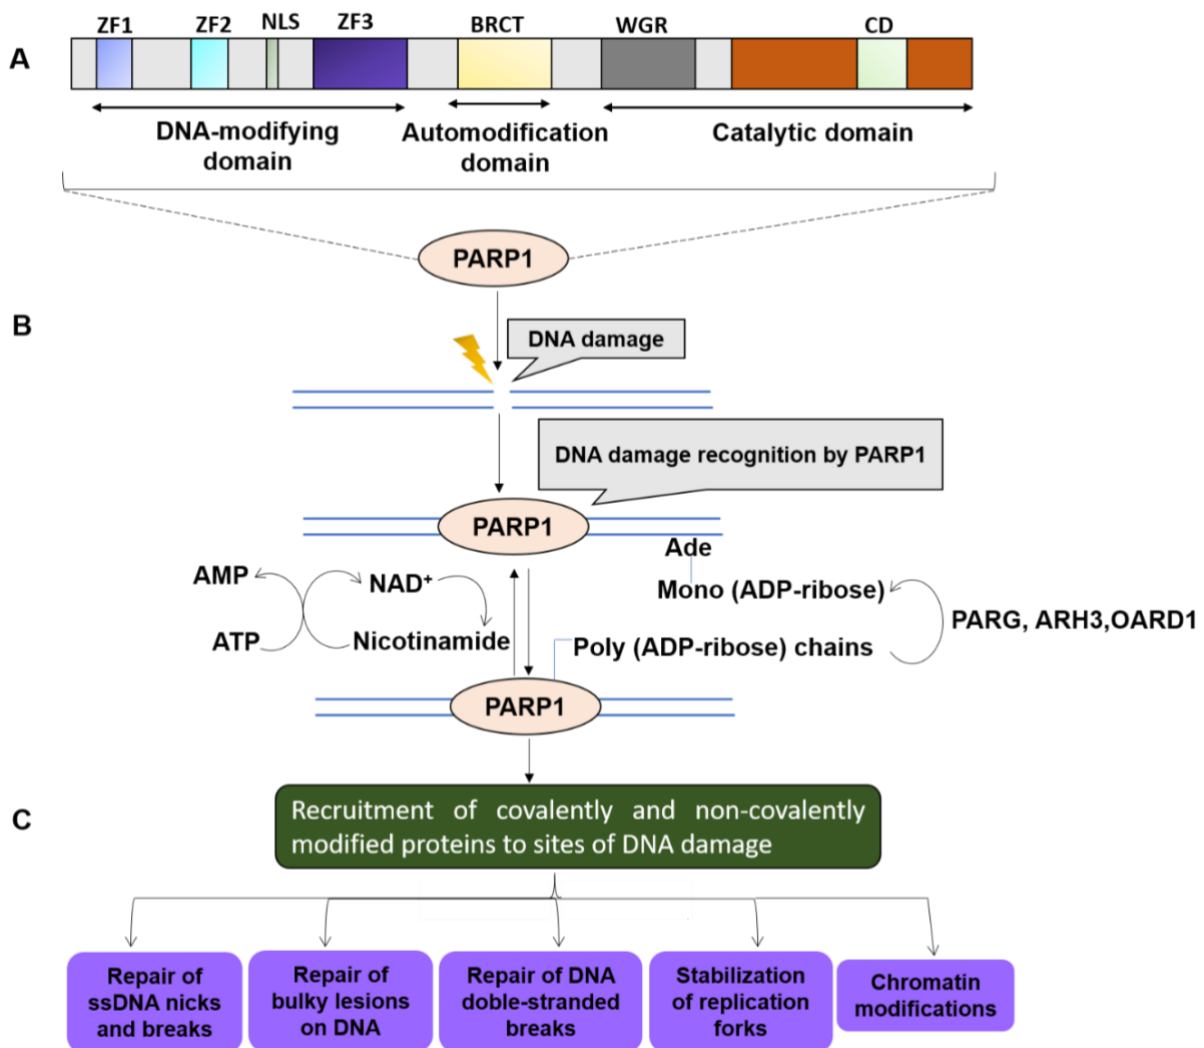 ZF1 ZF2 NLS ZF3 BRCT WGR CD
A
DNA-modifying
domain
Automodification
domain
Catalytic domain
PARP1
B
DNA damage
DNA damage recognition by PARP1
PARP1
Ade
AMP
NAD+
Mono (ADP-ribose)
PARG, ARH3,OARD1
ATP
Nicotinamide
Poly (ADP-ribose) chains
PARP1
C
Recruitment of covalently and non-covalently
modified proteins to sites of DNA damage
Repair of
ssDNA nicks
and breaks
Repair of
bulky lesions
on DNA
Repair of DNA
doble-stranded
breaks
Stabilization
of replication
forks
Chromatin
modifications